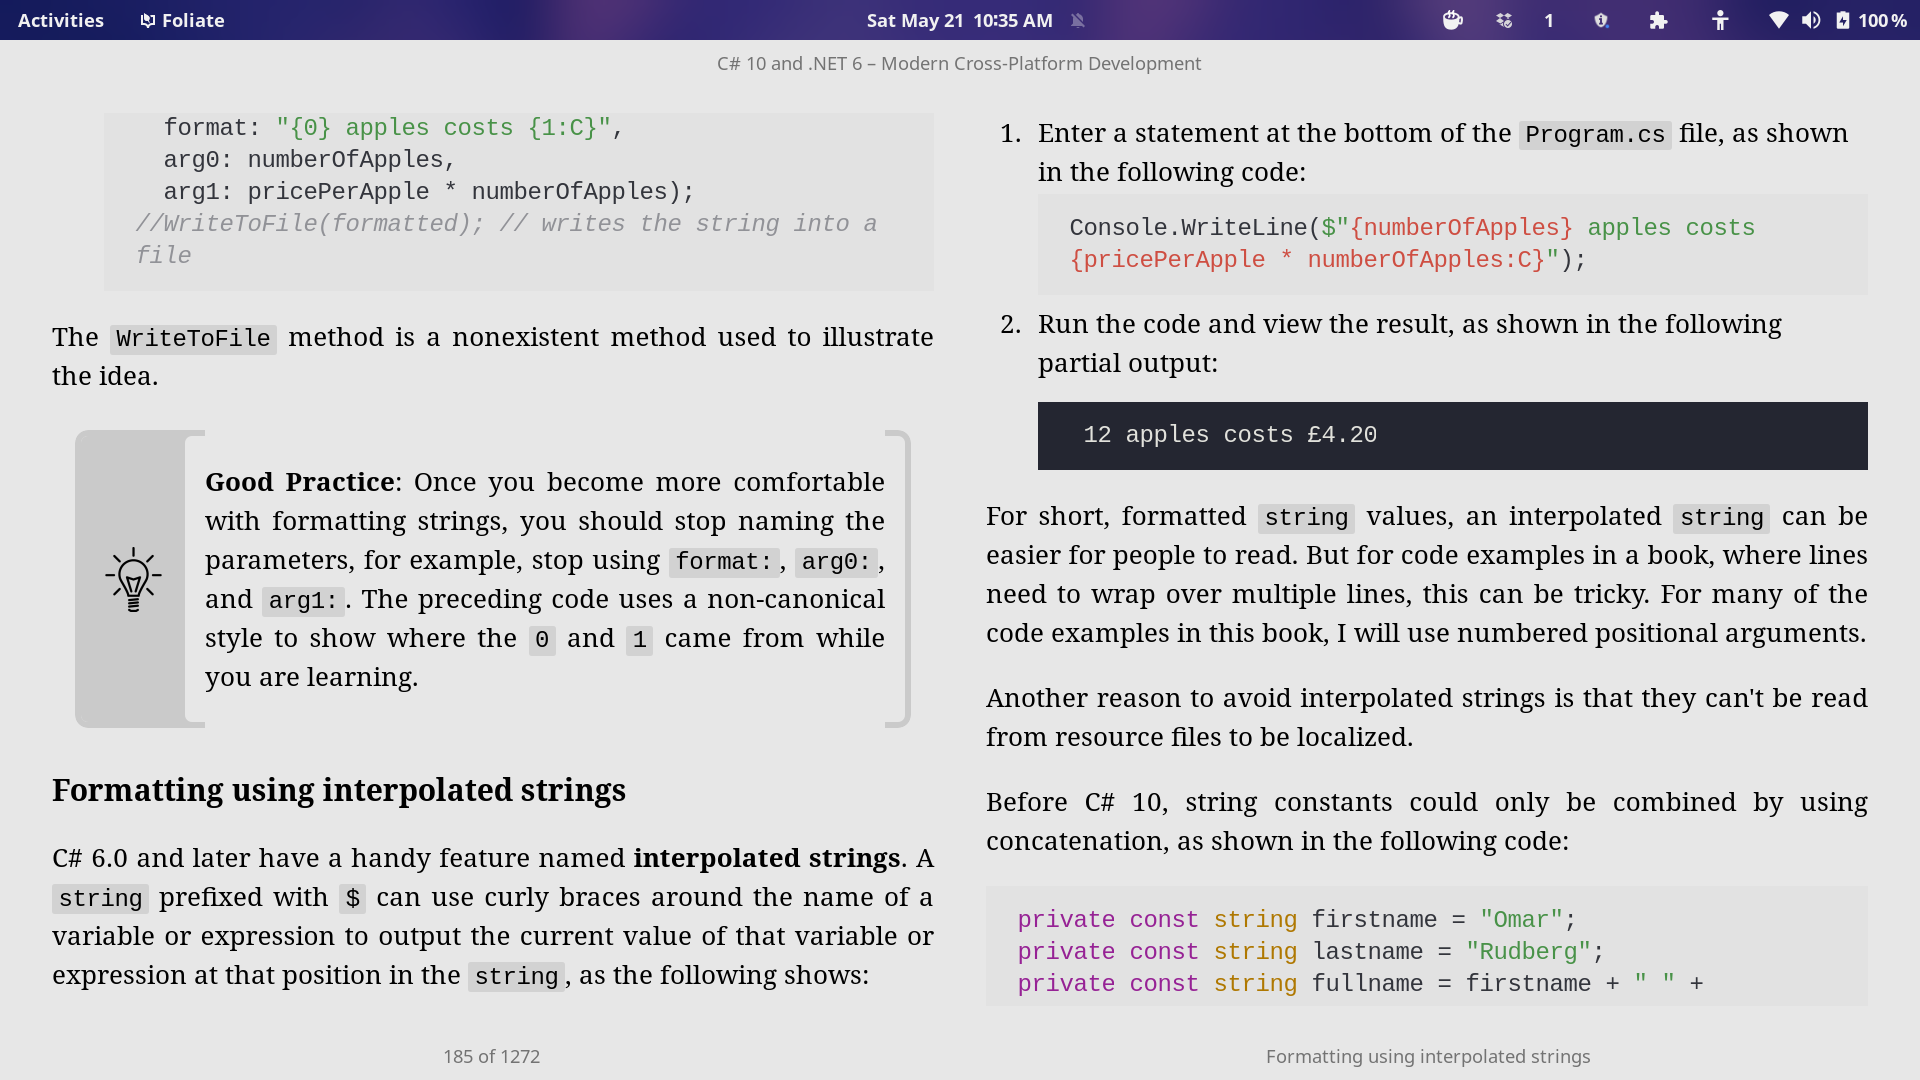 Activities Foliate Sat May 21 10:35 AM 1 100 %
C# 10 and .NET 6 – Modern Cross-Platform Development
format: "{0} apples costs {1:C}",
arg0: numberOfApples,
arg1: pricePerApple * numberOfApples);
//WriteToFile(formatted); // writes the string into a
file
The WriteToFile method is a nonexistent method used to illustrate
the idea.
Good Practice: Once you become more comfortable
with formatting strings, you should stop naming the
parameters, for example, stop using format:, arg0:,
and arg1:. The preceding code uses a non-canonical
style to show where the 0 and 1 came from while
you are learning.
Formatting using interpolated strings
C# 6.0 and later have a handy feature named interpolated strings. A
string prefixed with $ can use curly braces around the name of a
variable or expression to output the current value of that variable or
expression at that position in the string, as the following shows:
1. Enter a statement at the bottom of the Program.cs file, as shown
in the following code:
Console.WriteLine($"{numberOfApples} apples costs
{pricePerApple * numberOfApples:C}");
2. Run the code and view the result, as shown in the following
partial output:
12 apples costs £4.20
For short, formatted string values, an interpolated string can be
easier for people to read. But for code examples in a book, where lines
need to wrap over multiple lines, this can be tricky. For many of the
code examples in this book, I will use numbered positional arguments.
Another reason to avoid interpolated strings is that they can't be read
from resource files to be localized.
Before C# 10, string constants could only be combined by using
concatenation, as shown in the following code:
private const string firstname = "Omar";
private const string lastname = "Rudberg";
private const string fullname = firstname + " " +
185 of 1272
Formatting using interpolated strings